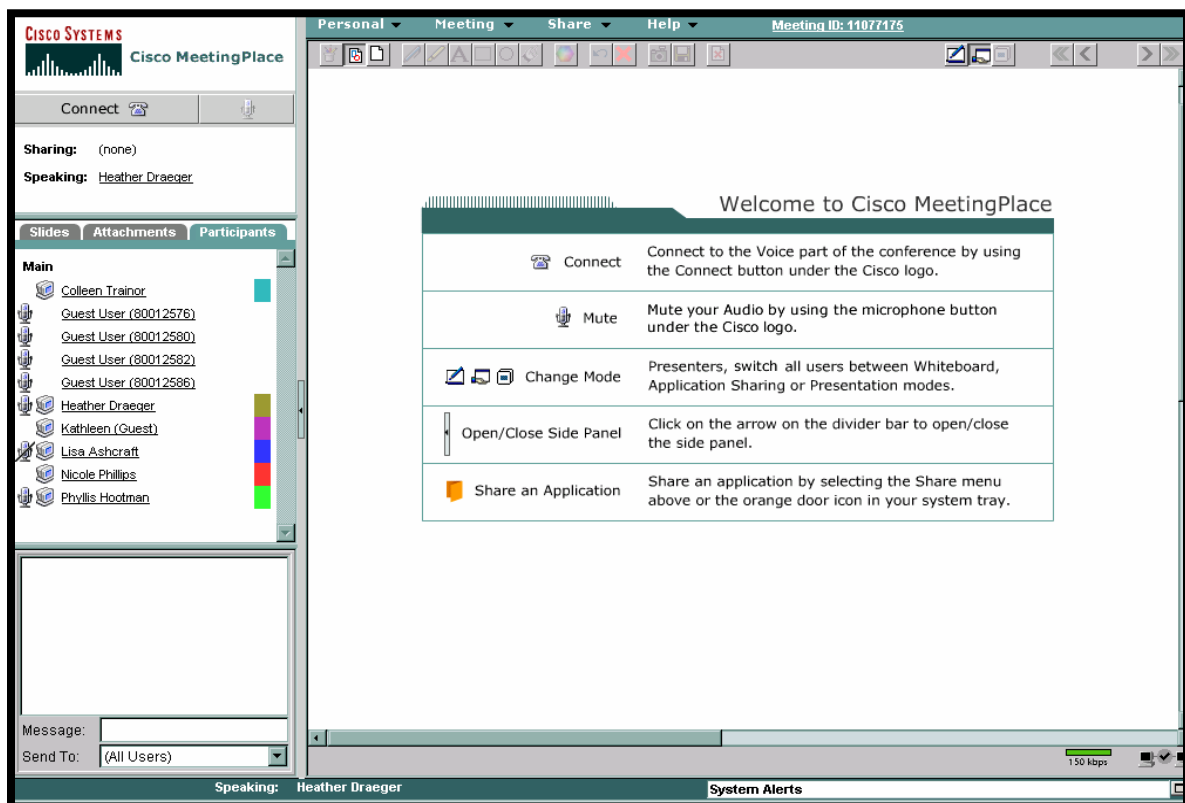 CISCO SYSTEMS
Cisco MeetingPlace
Personal Meeting Share Help Meeting ID: 11077175
Connect
Sharing: (none)
Speaking: Heather Draeger
Slides Attachments Participants
Main
Colleen Trainor
Guest User (80012576)
Guest User (80012580)
Guest User (80012582)
Guest User (80012586)
Heather Draeger
Kathleen (Guest)
Lisa Ashcraft
Nicole Phillips
Phyllis Hootman
Message:
Send To: (All Users)
Welcome to Cisco MeetingPlace
Connect
Connect to the Voice part of the conference by using
the Connect button under the Cisco logo.
Mute
Mute your Audio by using the microphone button
under the Cisco logo.
Change Mode
Presenters, switch all users between Whiteboard,
Application Sharing or Presentation modes.
Open/Close Side Panel
Click on the arrow on the divider bar to open/close
the side panel.
Share an Application
Share an application by selecting the Share menu
above or the orange door icon in your system tray.
150 kbps
Speaking: Heather Draeger
System Alerts